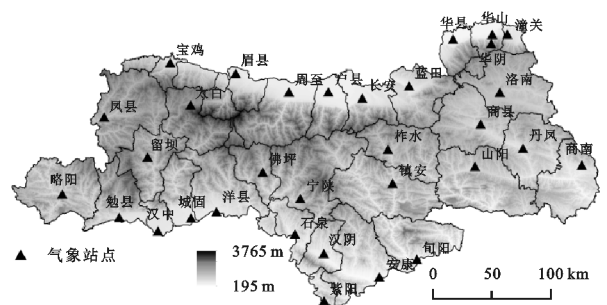 华县 华山 潼关
宝鸡 眉县 华阴
周至 户县 长安 蓝田 洛南
凤县 太白 商县
留坝 柞水 丹凤
佛坪 镇安 山阳 商南
略阳 勉县 汉中 城固 洋县 宁陕
石泉 汉阴 旬阳
安康
紫阳
▲ 气象站点
3765 m
195 m
0 50 100 km